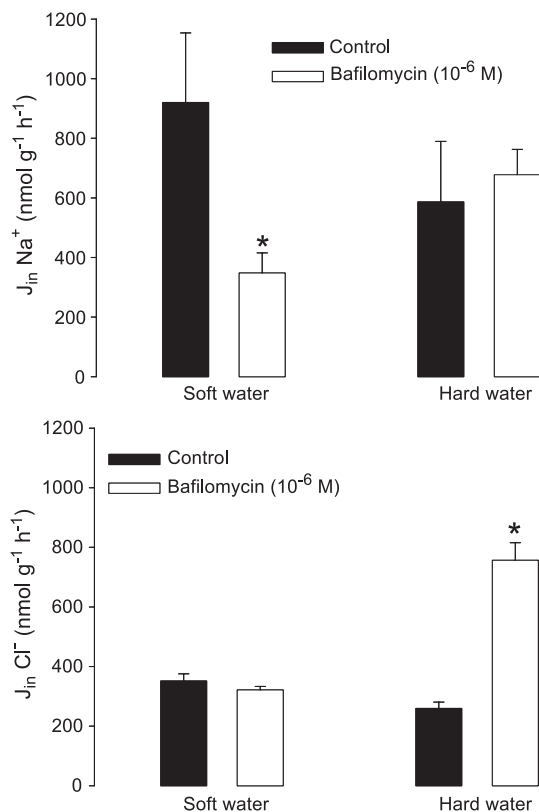 1200
1000
800
600
400
200
0
J_in Na⁺ (nmol g⁻¹ h⁻¹)
Control
Bafilomycin (10⁻⁶ M)
*
Soft water
Hard water
1200
1000
800
600
400
200
0
J_in Cl⁻ (nmol g⁻¹ h⁻¹)
Control
Bafilomycin (10⁻⁶ M)
*
Soft water
Hard water